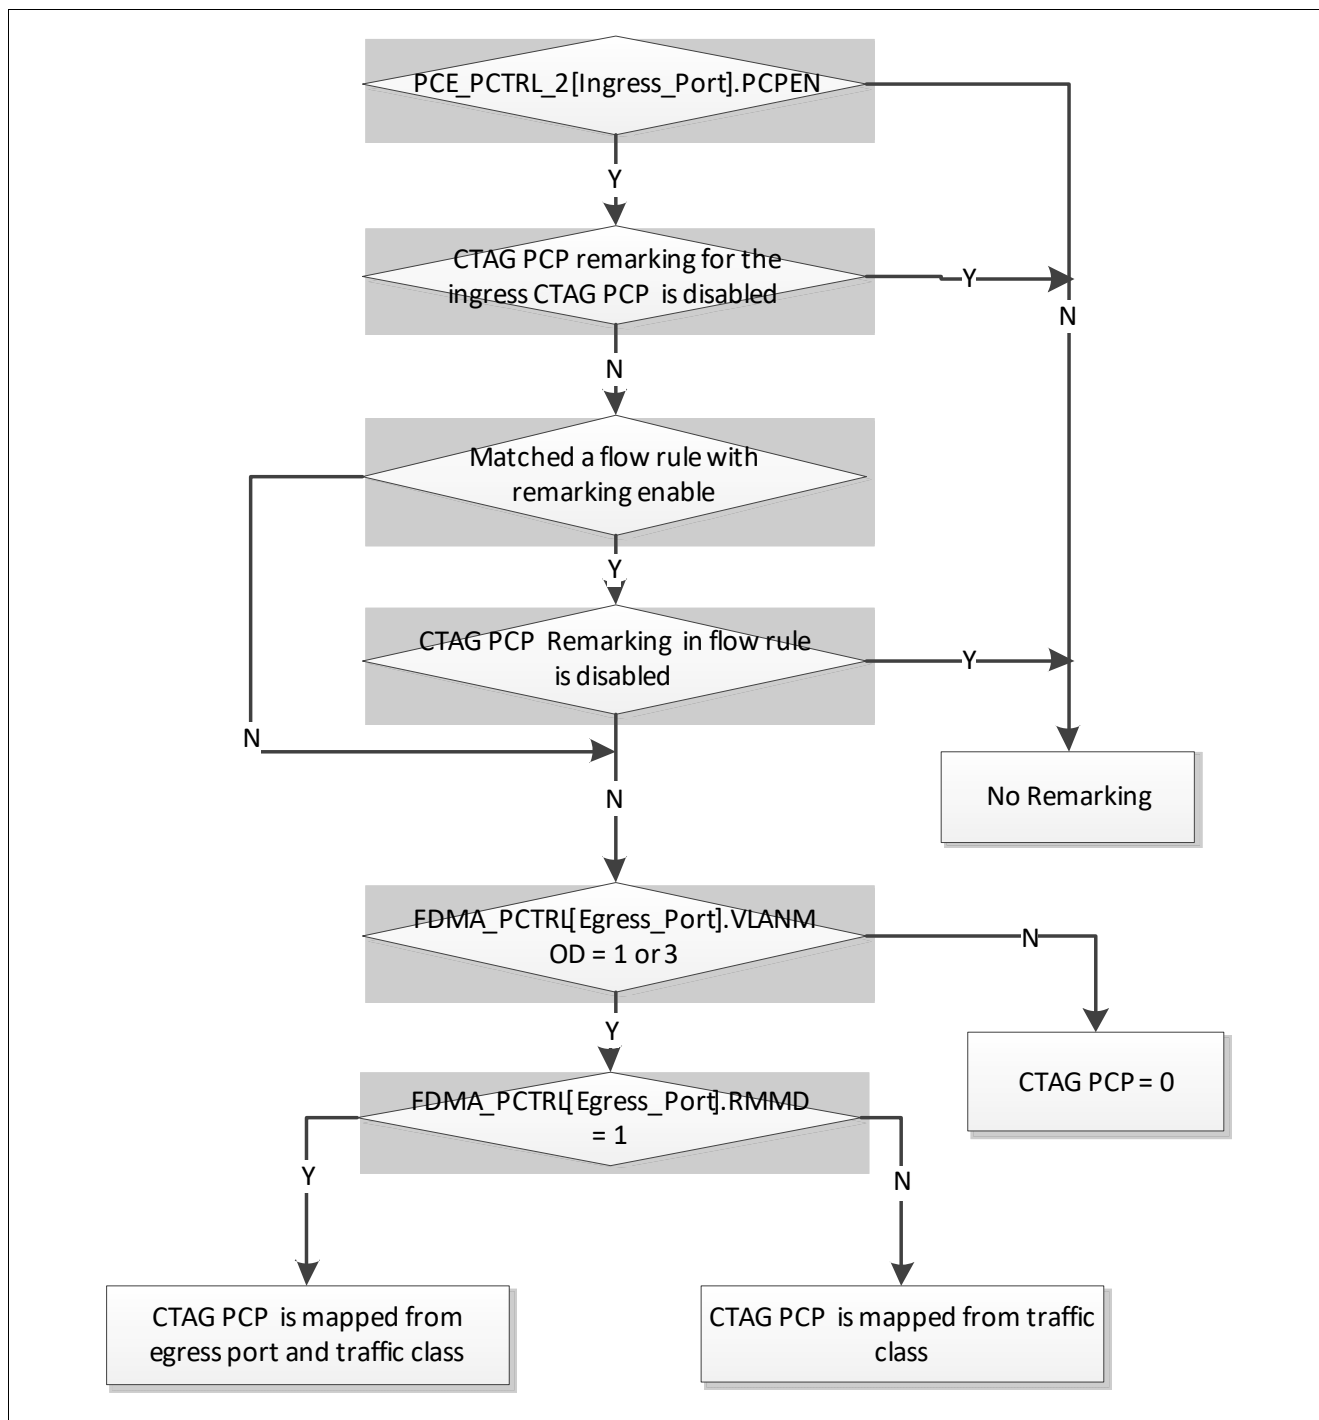 PCE_PCTRL_2[Ingress_Port].PCPEN
Y
CTAG PCP remarking for the
ingress CTAG PCP is disabled
Y
N
N
Matched a flow rule with
remarking enable
Y
CTAG PCP Remarking in flow rule
is disabled
Y
N
No Remarking
N
FDMA_PCTRL[Egress_Port].VLANM
OD = 1 or 3
N
Y
CTAG PCP = 0
FDMA_PCTRL[Egress_Port].RMMD
= 1
Y
N
CTAG PCP is mapped from
egress port and traffic class
CTAG PCP is mapped from traffic
class